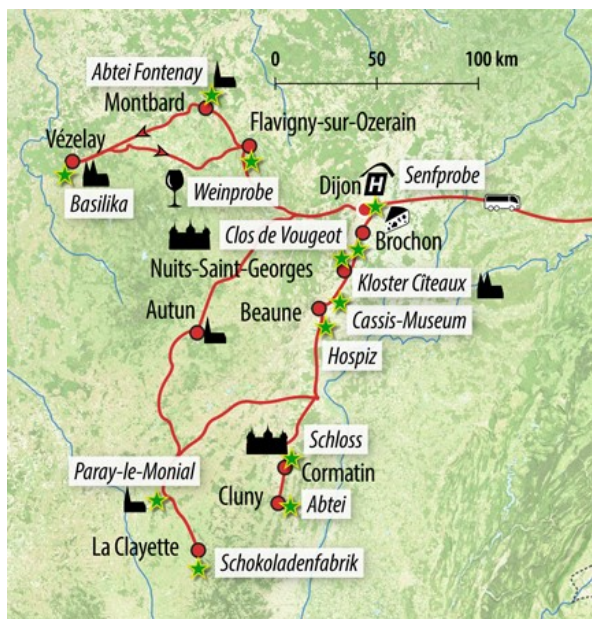 0 50 100 km
Abtei Fontenay
Montbard
Flavigny-sur-Ozerain
Vézelay
Weinprobe
Basilika
Dijon
H
Senfprobe
Clos de Vougeot
Brochon
Nuits-Saint-Georges
Kloster Cîteaux
Autun
Beaune
Cassis-Museum
Hospiz
Schloss
Paray-le-Monial
Cormatin
Cluny
Abtei
La Clayette
Schokoladenfabrik